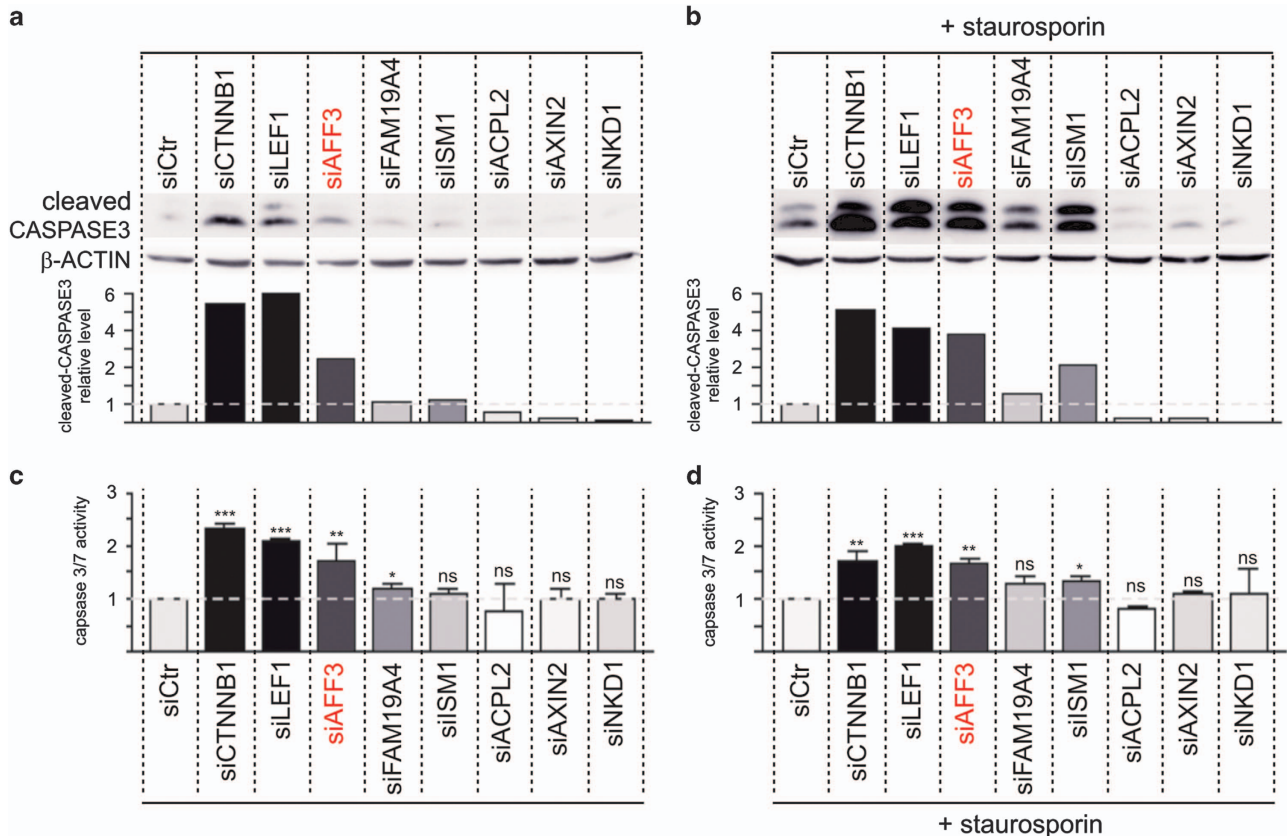 a
siCtr
siCTNNB1
siLEF1
siAFF3
siFAM19A4
siISM1
siACPL2
siAXIN2
siNKD1
cleaved
CASPASE3
β-ACTIN
cleaved-CASPASE3
relative level
6
4
2
1
b
+ staurosporin
siCtr
siCTNNB1
siLEF1
siAFF3
siFAM19A4
siISM1
siACPL2
siAXIN2
siNKD1
cleaved-CASPASE3
relative level
6
4
2
1
c
capsase 3/7 activity
3
2
1
***
***
**
*
ns
ns
ns
ns
siCtr
siCTNNB1
siLEF1
siAFF3
siFAM19A4
siISM1
siACPL2
siAXIN2
siNKD1
d
capsase 3/7 activity
3
2
1
**
***
**
ns
*
ns
ns
ns
siCtr
siCTNNB1
siLEF1
siAFF3
siFAM19A4
siISM1
siACPL2
siAXIN2
siNKD1
+ staurosporin